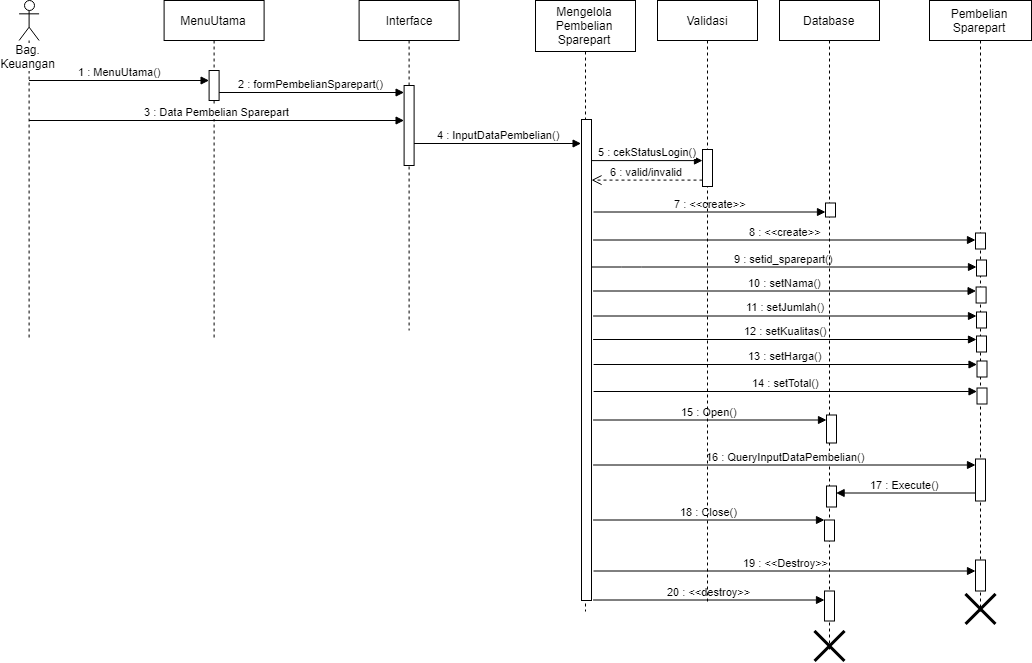 MenuUtama
Interface
Mengelola
Pembelian
Sparepart
Validasi
Database
Pembelian
Sparepart
Bag.
Keuangan
1 : MenuUtama()
2 : formPembelianSparepart()
3 : Data Pembelian Sparepart
4 : InputDataPembelian()
5 : cekStatusLogin()
6 : valid/invalid
7 : <<create>>
8 : <<create>>
9 : setid_sparepart()
10 : setNama()
11 : setJumlah()
12 : setKualitas()
13 : setHarga()
14 : setTotal()
15 : Open()
16 : QueryInputDataPembelian()
17 : Execute()
18 : Close()
19 : <<Destroy>>
20 : <<destroy>>